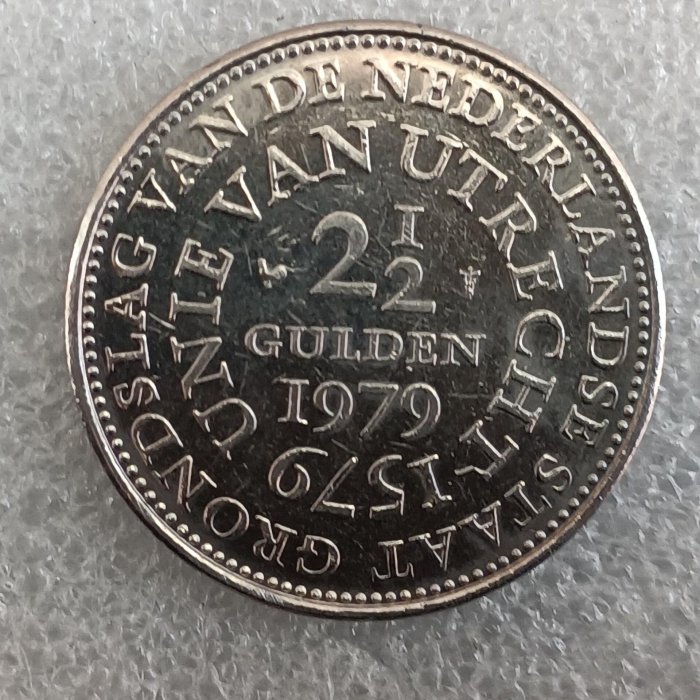 GRONDSLAG VAN DE NEDERLANDSE STAAT
UNIE VAN UTRECHT-1579
2 1/2
GULDEN
1979